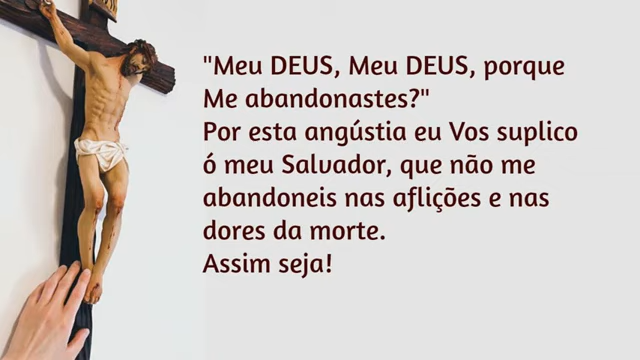 "Meu DEUS, Meu DEUS, porque
Me abandonastes?"
Por esta angústia eu Vos suplico
ó meu Salvador, que não me
abandoneis nas aflições e nas
dores da morte.
Assim seja!